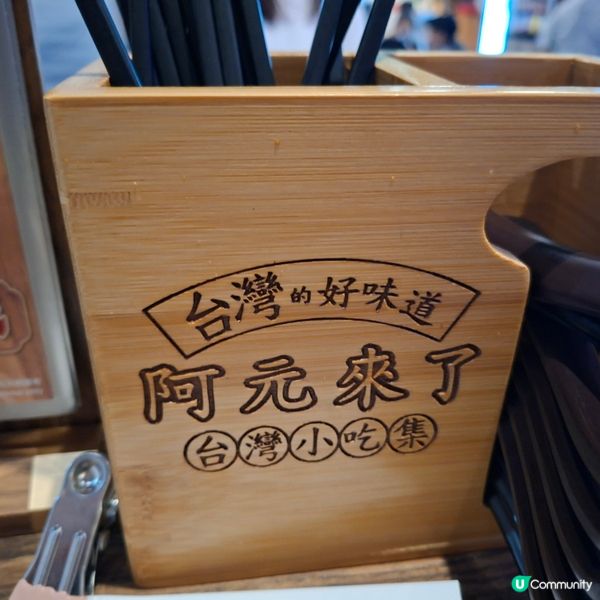 台灣的好味道
阿元來了
台灣小吃集
U Community